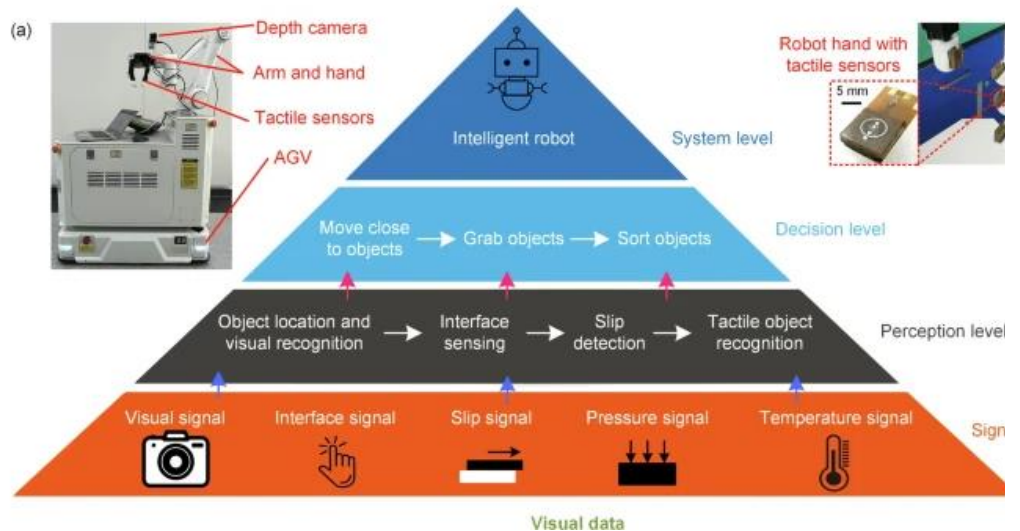 (a)
Depth camera
Arm and hand
Tactile sensors
AGV
Robot hand with
tactile sensors
5 mm
Intelligent robot
System level
Move close
to objects
Grab objects
Sort objects
Decision level
Object location and
visual recognition
Interface
sensing
Slip
detection
Tactile object
recognition
Perception level
Visual signal
Interface signal
Slip signal
Pressure signal
Temperature signal
Sign
Visual data